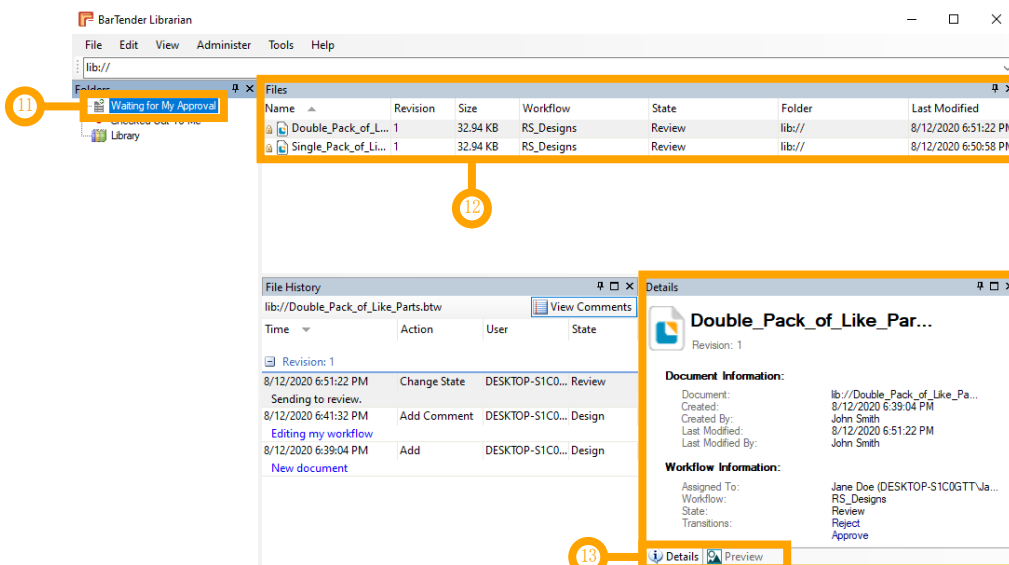 BarTender Librarian
File Edit View Administer Tools Help
lib://
Folders
Files
11
Waiting for My Approval
Checked Out To Me
Library
Name Revision Size Workflow State Folder Last Modified
Double_Pack_of_L... 1 32.94 KB RS_Designs Review lib:// 8/12/2020 6:51:22 PM
Single_Pack_of_Li... 1 32.94 KB RS_Designs Review lib:// 8/12/2020 6:50:58 PM
12
File History
lib://Double_Pack_of_Like_Parts.btw View Comments
Time Action User State
Revision: 1
8/12/2020 6:51:22 PM Change State DESKTOP-S1C0... Review
Sending to review.
8/12/2020 6:41:32 PM Add Comment DESKTOP-S1C0... Design
Editing my workflow
8/12/2020 6:39:04 PM Add DESKTOP-S1C0... Design
New document
Details
Double_Pack_of_Like_Par...
Revision: 1
Document Information:
Document: lib://Double_Pack_of_Like_Pa...
Created: 8/12/2020 6:39:04 PM
Created By: John Smith
Last Modified: 8/12/2020 6:51:22 PM
Last Modified By: John Smith
Workflow Information:
Assigned To: Jane Doe (DESKTOP-S1C0GTT\Ja...
Workflow: RS_Designs
State: Review
Transitions: Reject
Approve
13
Details Preview